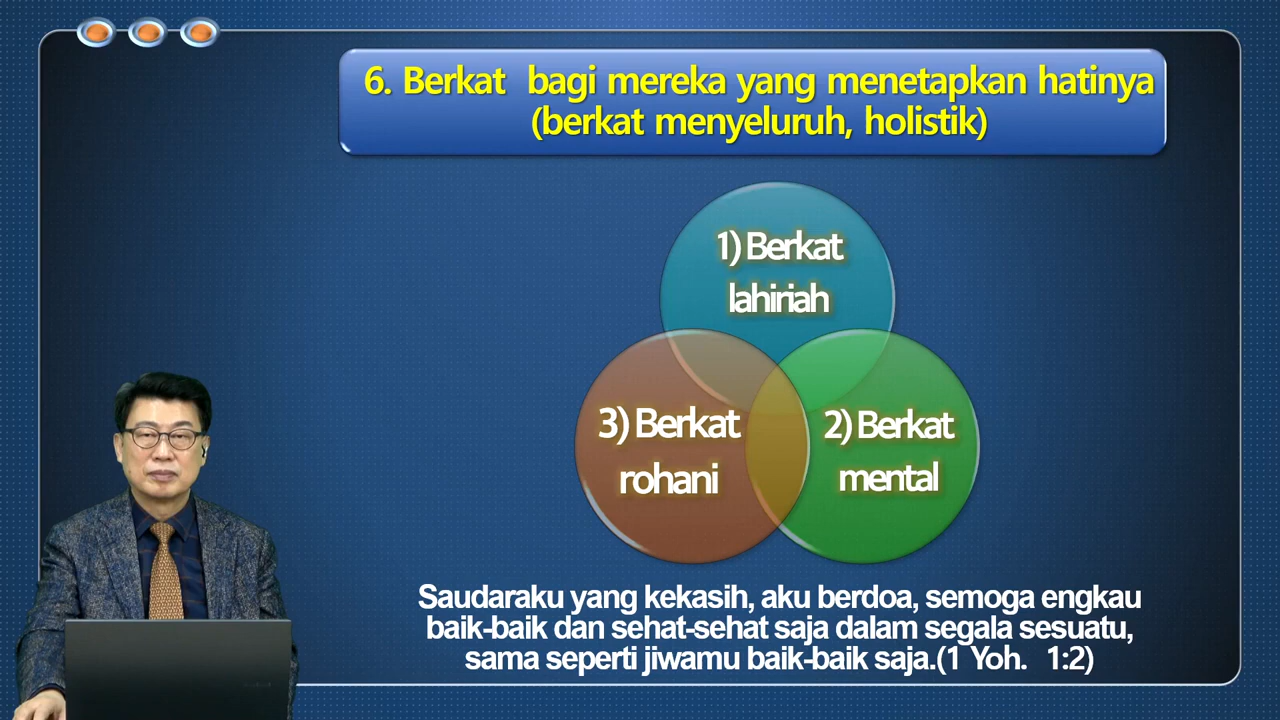 6. Berkat bagi mereka yang menetapkan hatinya
(berkat menyeluruh, holistik)
1) Berkat
lahiriah
3) Berkat
rohani
2) Berkat
mental
Saudaraku yang kekasih, aku berdoa, semoga engkau
baik-baik dan sehat-sehat saja dalam segala sesuatu,
sama seperti jiwamu baik-baik saja.(1 Yoh. 1:2)